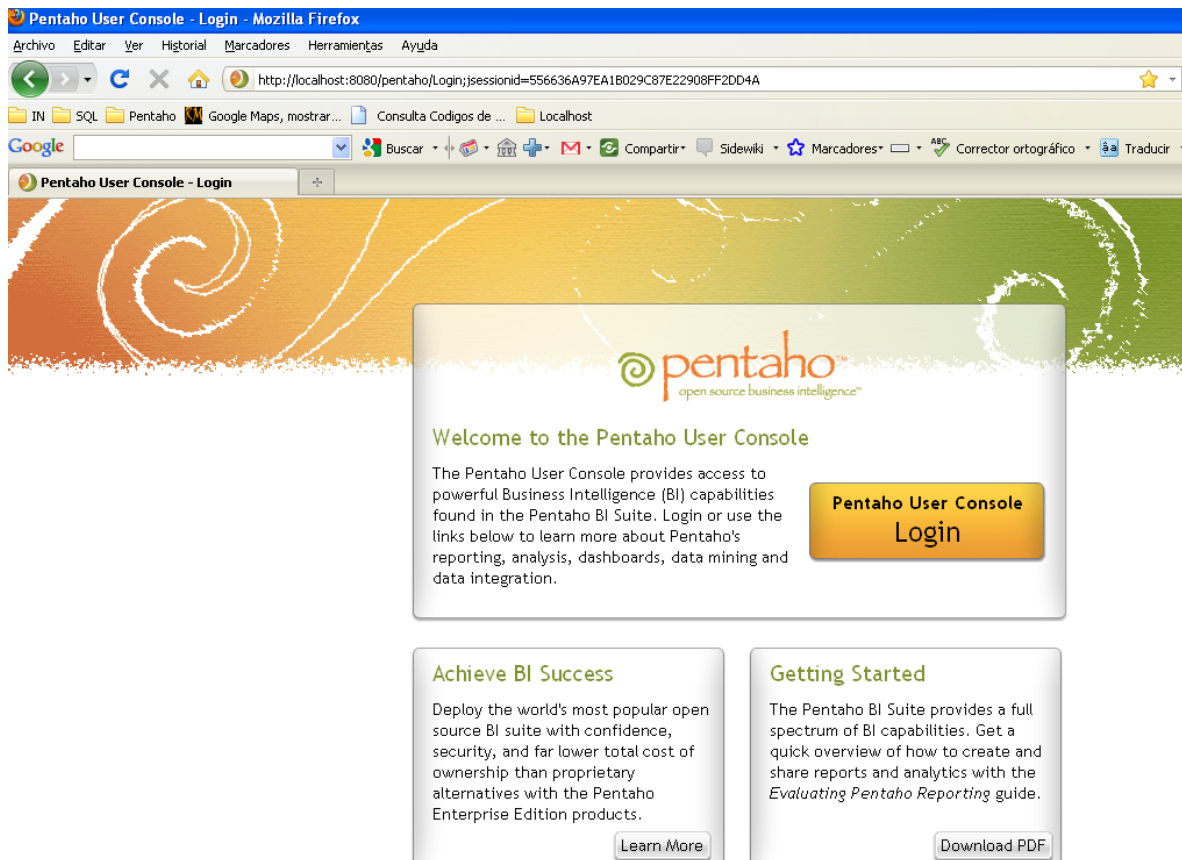 Pentaho User Console - Login - Mozilla Firefox
Archivo Editar Ver Historial Marcadores Herramientas Ayuda
http://localhost:8080/pentaho/Login;jsessionid=556636A97EA1B029C87E22908FF2DD4A
IN SQL Pentaho Google Maps, mostrar... Consulta Codigos de ... Localhost
Google Buscar Compartir Sidewiki Marcadores ABC Corrector ortográfico âa Traducir
Pentaho User Console - Login
pentaho™
open source business intelligence™
Welcome to the Pentaho User Console
The Pentaho User Console provides access to
powerful Business Intelligence (BI) capabilities
found in the Pentaho BI Suite. Login or use the
links below to learn more about Pentaho's
reporting, analysis, dashboards, data mining and
data integration.
Pentaho User Console
Login
Achieve BI Success
Deploy the world's most popular open
source BI suite with confidence,
security, and far lower total cost of
ownership than proprietary
alternatives with the Pentaho
Enterprise Edition products.
Learn More
Getting Started
The Pentaho BI Suite provides a full
spectrum of BI capabilities. Get a
quick overview of how to create and
share reports and analytics with the
Evaluating Pentaho Reporting guide.
Download PDF